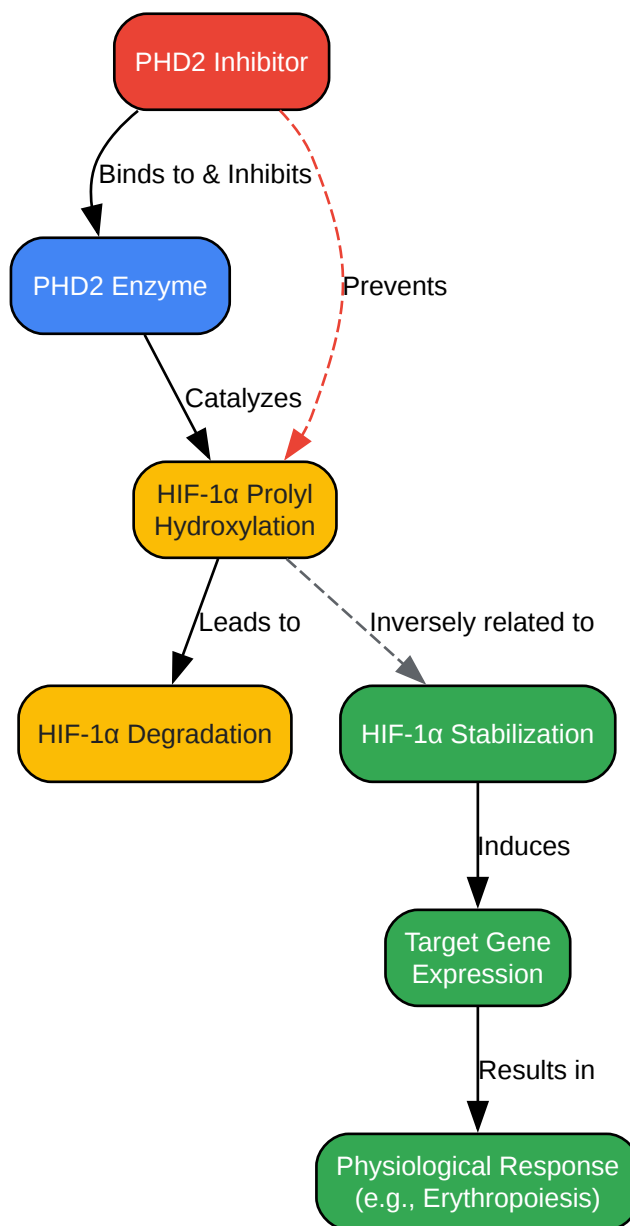 PHD2 Inhibitor
Binds to & Inhibits
PHD2 Enzyme
Prevents
Catalyzes
HIF-1α Prolyl
Hydroxylation
Leads to
Inversely related to
HIF-1α Degradation
HIF-1α Stabilization
Induces
Target Gene
Expression
Results in
Physiological Response
(e.g., Erythropoiesis)